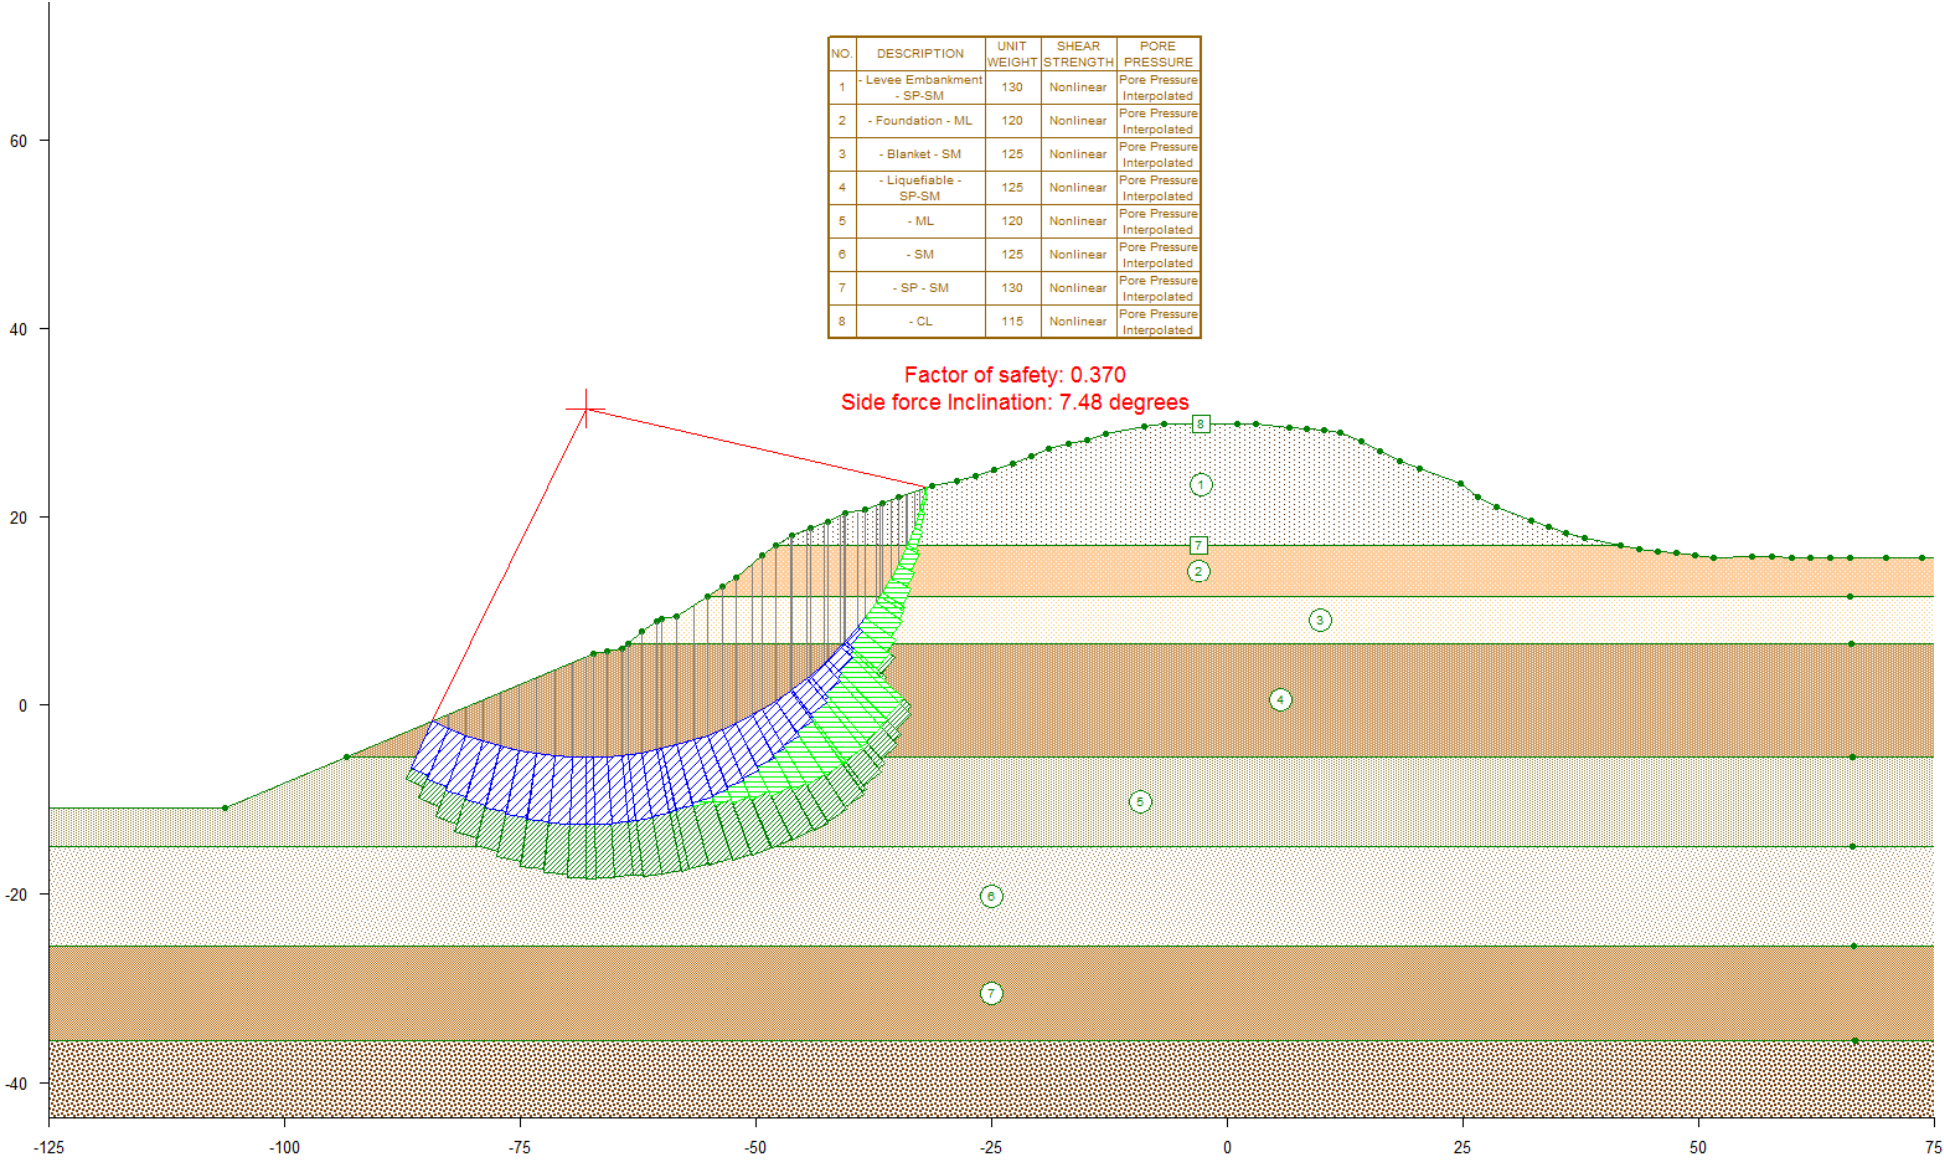 NO. DESCRIPTION UNIT WEIGHT SHEAR STRENGTH PORE PRESSURE
1 - Levee Embankment - SP-SM 130 Nonlinear Pore Pressure Interpolated
2 - Foundation - ML 120 Nonlinear Pore Pressure Interpolated
3 - Blanket - SM 125 Nonlinear Pore Pressure Interpolated
4 - Liquefiable - SP-SM 125 Nonlinear Pore Pressure Interpolated
5 - ML 120 Nonlinear Pore Pressure Interpolated
6 - SM 125 Nonlinear Pore Pressure Interpolated
7 - SP - SM 130 Nonlinear Pore Pressure Interpolated
8 - CL 115 Nonlinear Pore Pressure Interpolated
Factor of safety: 0.370
Side force Inclination: 7.48 degrees
60
40
20
0
-20
-40
8
1
7
2
3
4
5
6
7
-125 -100 -75 -50 -25 0 25 50 75